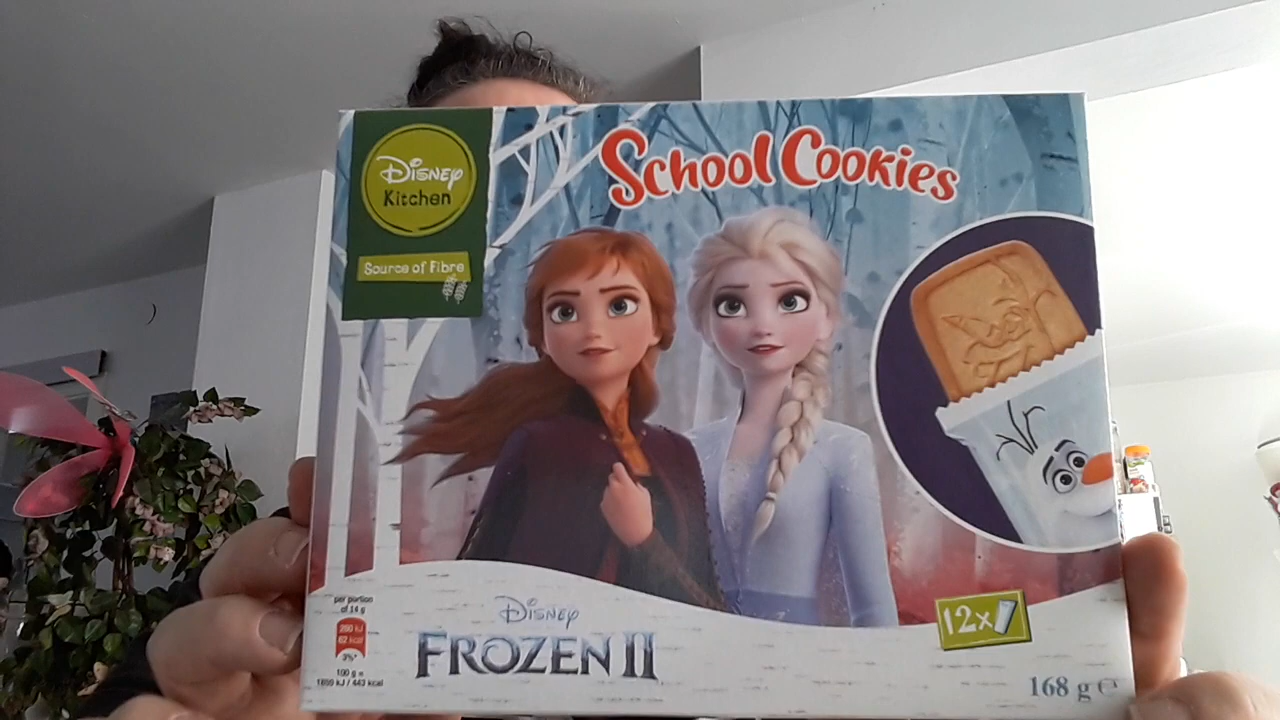 School Cookies
Disney
Kitchen
Source of Fibre
per portion
of 14 g
260 kJ
62 kcal
3%*
100 g =
1859 kJ / 443 kcal
Disney
Frozen II
12x
168 g e